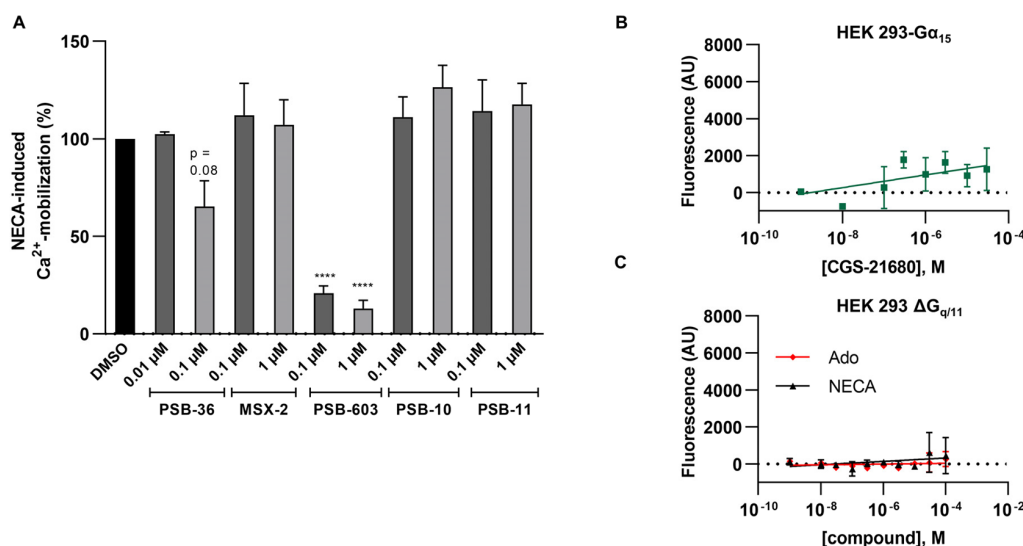 A
NECA-induced
Ca²⁺-mobilization (%)
150
100
50
0
p =
0.08
****
****
DMSO
0.01 µM
0.1 µM
0.1 µM
1 µM
0.1 µM
1 µM
0.1 µM
1 µM
0.1 µM
1 µM
PSB-36
MSX-2
PSB-603
PSB-10
PSB-11
B
HEK 293-Gα₁₅
Fluorescence (AU)
8000
6000
4000
2000
0
10⁻¹⁰
10⁻⁸
10⁻⁶
10⁻⁴
[CGS-21680], M
C
HEK 293 ΔG_q/11
Fluorescence (AU)
8000
6000
4000
2000
0
Ado
NECA
10⁻¹⁰
10⁻⁸
10⁻⁶
10⁻⁴
10⁻²
[compound], M